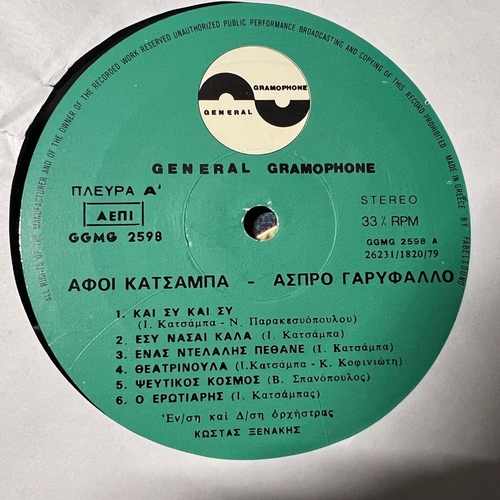 ALL RIGHTS OF THE MANUFACTURER AND OF THE OWNER OF THE RECORDED WORK RESERVED UNAUTHORIZED PUBLIC PERFORMANCE BROADCASTING AND COPYING OF THIS RECORD PROHIBITED MADE IN GREECE BY
GRAMOPHONE
GENERAL
GENERAL GRAMOPHONE
ΠΛΕΥΡΑ Α'
ΑΕΠΙ
GGMG 2598
STEREO
33⅓ RPM
GGMG 2598 A
26231/1820/79
ΑΦΟΙ ΚΑΤΣΑΜΠΑ - ΑΣΠΡΟ ΓΑΡΥΦΑΛΛΟ
1. ΚΑΙ ΣΥ ΚΑΙ ΣΥ
(Ι. Κατσάμπα - Ν. Παρακεσυόπουλου)
2. ΕΣΥ ΝΑΣΑΙ ΚΑΛΑ (Ι. Κατσάμπα)
3. ΕΝΑΣ ΝΤΕΛΑΛΗΣ ΠΕΘΑΝΕ (Ι. Κατσάμπα)
4. ΘΕΑΤΡΙΝΟΥΛΑ (Ι.Κατσάμπα - Κ. Κοφινιώτη)
5. ΨΕΥΤΙΚΟΣ ΚΟΣΜΟΣ (Β. Σπανόπουλος)
6. Ο ΕΡΩΤΙΑΡΗΣ (Ι. Κατσάμπας)
Ἐν/ση καί Δ/ση ὀρχήστρας
ΚΩΣΤΑΣ ΞΕΝΑΚΗΣ